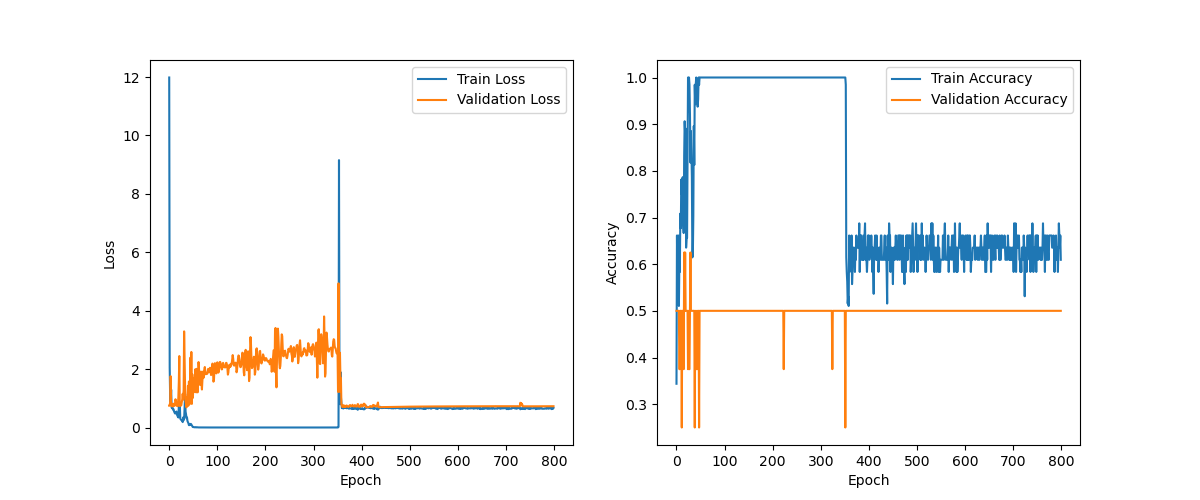 12
10
8
6
4
2
0
Loss
0 100 200 300 400 500 600 700 800
Epoch
Train Loss
Validation Loss
1.0
0.9
0.8
0.7
0.6
0.5
0.4
0.3
Accuracy
0 100 200 300 400 500 600 700 800
Epoch
Train Accuracy
Validation Accuracy